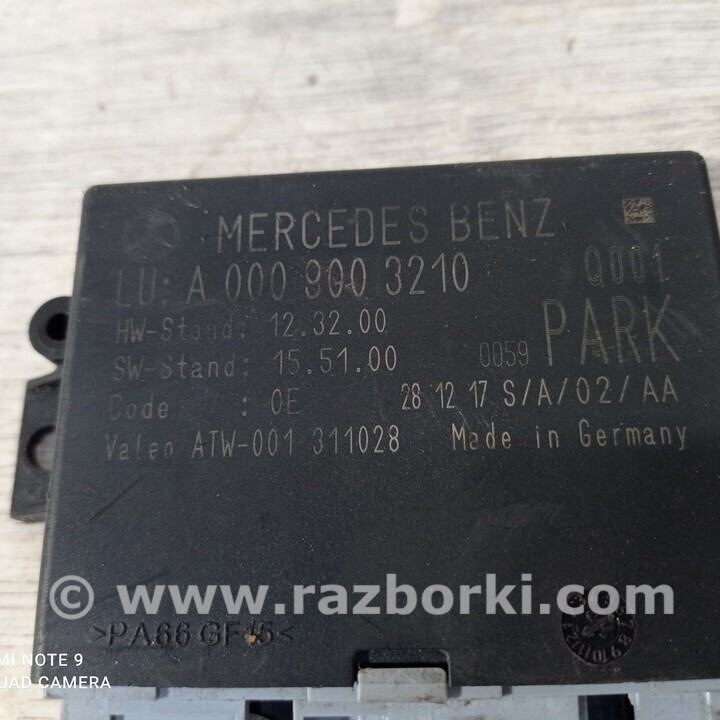 MERCEDES BENZ
LU: A 000 900 3210 Q001
HW-Stand: 12.32.00
SW-Stand: 15.51.00 0059 PARK
Code : 0E 28 12 17 S/A/02/AA
Valeo ATW-001 311028 Made in Germany
© www.razborki.com
>PA66 GF15<
MI NOTE 9
UAD CAMERA